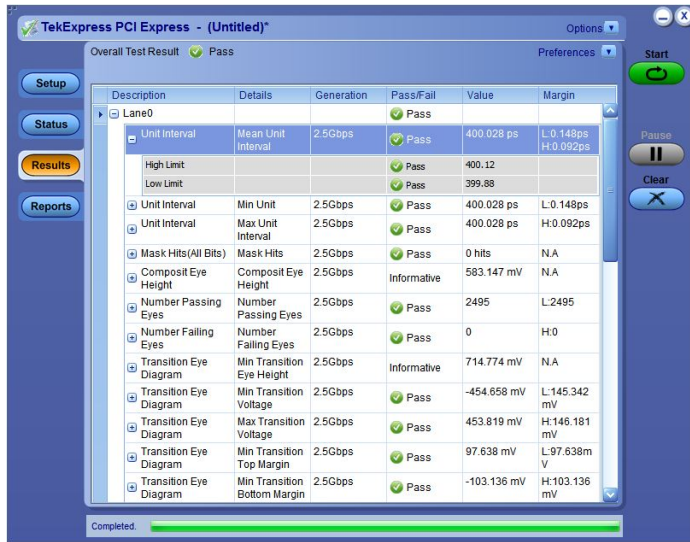 TekExpress PCI Express - (Untitled)*
Options
Overall Test Result Pass
Preferences
Start
Setup
Status
Results
Reports
Pause
Clear
Description Details Generation Pass/Fail Value Margin
Lane0 Pass
Unit Interval Mean Unit Interval 2.5Gbps Pass 400.028 ps L:0.148ps H:0.092ps
High Limit Pass 400.12
Low Limit Pass 399.88
Unit Interval Min Unit 2.5Gbps Pass 400.028 ps L:0.148ps
Unit Interval Max Unit Interval 2.5Gbps Pass 400.028 ps H:0.092ps
Mask Hits(All Bits) Mask Hits 2.5Gbps Pass 0 hits N.A
Composit Eye Height Composit Eye Height 2.5Gbps Informative 583.147 mV N.A
Number Passing Eyes Number Passing Eyes 2.5Gbps Pass 2495 L:2495
Number Failing Eyes Number Failing Eyes 2.5Gbps Pass 0 H:0
Transition Eye Diagram Min Transition Eye Height 2.5Gbps Informative 714.774 mV N.A
Transition Eye Diagram Min Transition Voltage 2.5Gbps Pass -454.658 mV L:145.342 mV
Transition Eye Diagram Max Transition Voltage 2.5Gbps Pass 453.819 mV H:146.181 mV
Transition Eye Diagram Min Transition Top Margin 2.5Gbps Pass 97.638 mV L:97.638m V
Transition Eye Diagram Min Transition Bottom Margin 2.5Gbps Pass -103.136 mV H:103.136 mV
Completed.